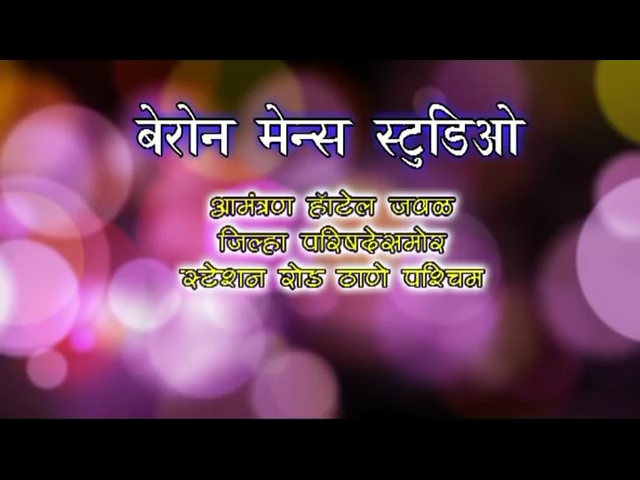 बेरोन मेन्स स्टुडिओ
आमंत्रण हॅाटेल जवळ
जिल्हा परिषदेसमोर
स्टेशन रोड ठाणे पश्चिम